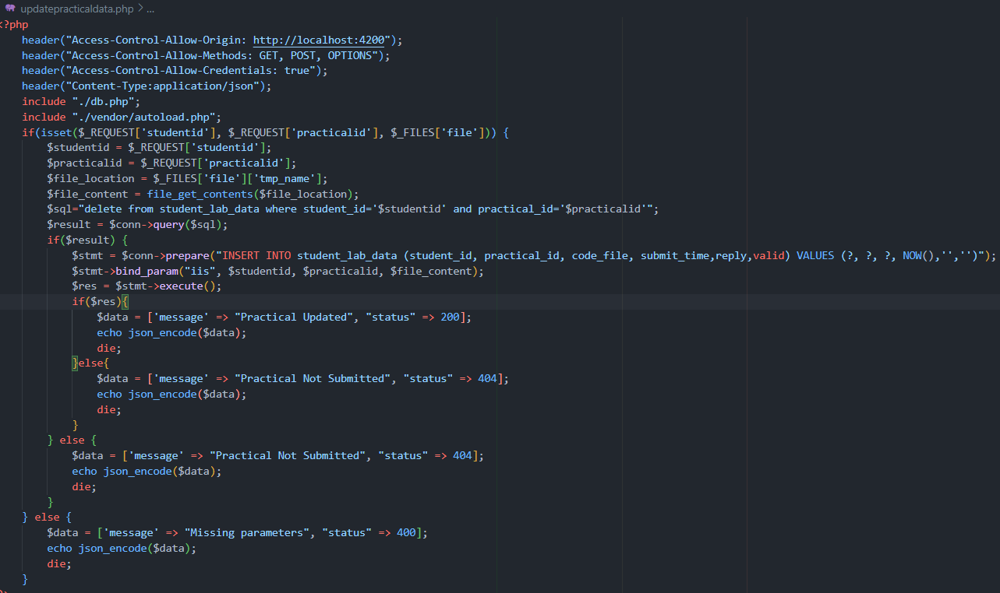 updatepracticaldata.php > ...
<?php
header("Access-Control-Allow-Origin: http://localhost:4200");
header("Access-Control-Allow-Methods: GET, POST, OPTIONS");
header("Access-Control-Allow-Credentials: true");
header("Content-Type:application/json");
include "./db.php";
include "./vendor/autoload.php";
if(isset($_REQUEST['studentid'], $_REQUEST['practicalid'], $_FILES['file'])) {
$studentid = $_REQUEST['studentid'];
$practicalid = $_REQUEST['practicalid'];
$file_location = $_FILES['file']['tmp_name'];
$file_content = file_get_contents($file_location);
$sql="delete from student_lab_data where student_id='$studentid' and practical_id='$practicalid'";
$result = $conn->query($sql);
if($result) {
$stmt = $conn->prepare("INSERT INTO student_lab_data (student_id, practical_id, code_file, submit_time,reply,valid) VALUES (?, ?, ?, NOW(),'','')");
$stmt->bind_param("iis", $studentid, $practicalid, $file_content);
$res = $stmt->execute();
if($res){
$data = ['message' => "Practical Updated", "status" => 200];
echo json_encode($data);
die;
}else{
$data = ['message' => "Practical Not Submitted", "status" => 404];
echo json_encode($data);
die;
}
} else {
$data = ['message' => "Practical Not Submitted", "status" => 404];
echo json_encode($data);
die;
}
} else {
$data = ['message' => "Missing parameters", "status" => 400];
echo json_encode($data);
die;
}